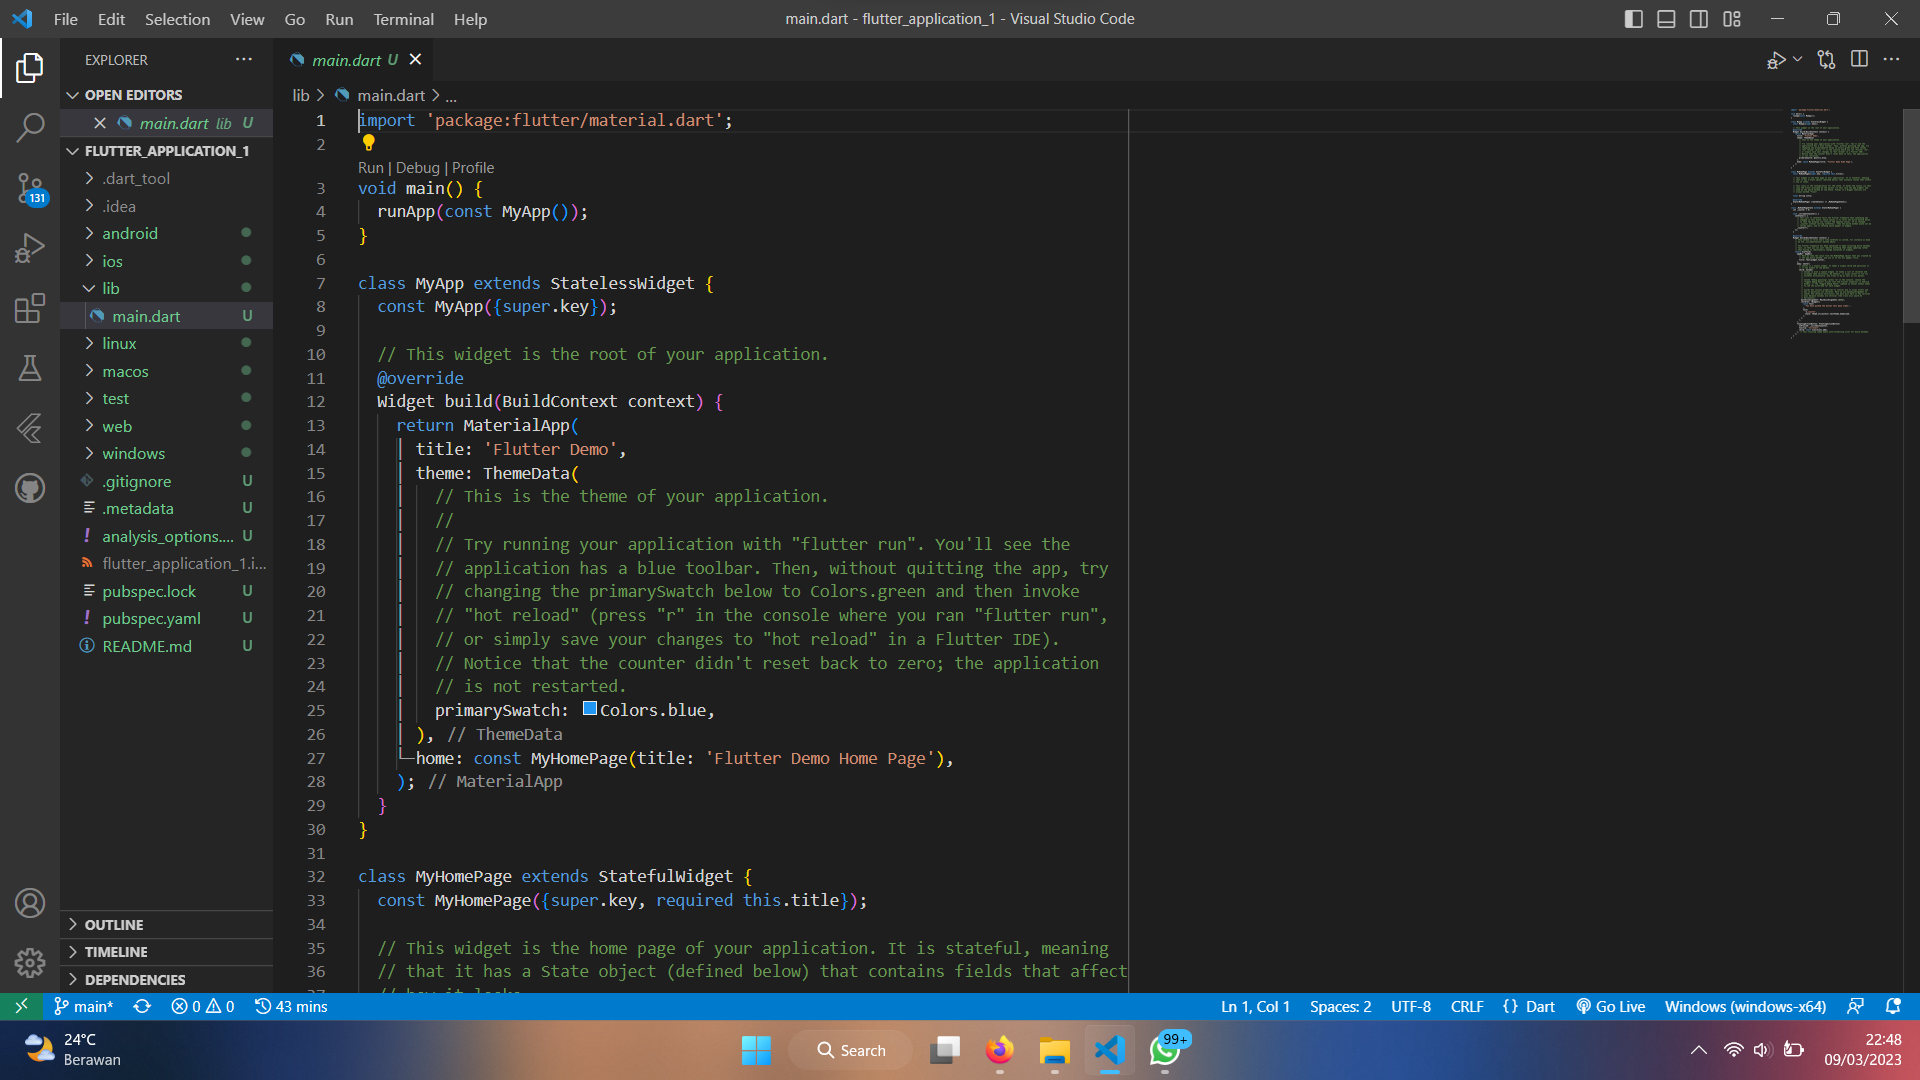 File Edit Selection View Go Run Terminal Help
main.dart - flutter_application_1 - Visual Studio Code
EXPLORER
OPEN EDITORS
main.dart lib U
FLUTTER_APPLICATION_1
.dart_tool
.idea
android
ios
lib
main.dart U
linux
macos
test
web
windows
.gitignore U
.metadata U
analysis_options.... U
flutter_application_1.i...
pubspec.lock U
pubspec.yaml U
README.md U
OUTLINE
TIMELINE
DEPENDENCIES
131
main.dart U
lib > main.dart > ...
1 import 'package:flutter/material.dart';
2
Run | Debug | Profile
3 void main() {
4 runApp(const MyApp());
5 }
6
7 class MyApp extends StatelessWidget {
8 const MyApp({super.key});
9
10 // This widget is the root of your application.
11 @override
12 Widget build(BuildContext context) {
13 return MaterialApp(
14 title: 'Flutter Demo',
15 theme: ThemeData(
16 // This is the theme of your application.
17 //
18 // Try running your application with "flutter run". You'll see the
19 // application has a blue toolbar. Then, without quitting the app, try
20 // changing the primarySwatch below to Colors.green and then invoke
21 // "hot reload" (press "r" in the console where you ran "flutter run",
22 // or simply save your changes to "hot reload" in a Flutter IDE).
23 // Notice that the counter didn't reset back to zero; the application
24 // is not restarted.
25 primarySwatch: Colors.blue,
26 ), // ThemeData
27 home: const MyHomePage(title: 'Flutter Demo Home Page'),
28 ); // MaterialApp
29 }
30 }
31
32 class MyHomePage extends StatefulWidget {
33 const MyHomePage({super.key, required this.title});
34
35 // This widget is the home page of your application. It is stateful, meaning
36 // that it has a State object (defined below) that contains fields that affect
main* 0 0 43 mins
Ln 1, Col 1 Spaces: 2 UTF-8 CRLF {} Dart Go Live Windows (windows-x64)
24°C
Berawan
Search
99+
22:48
09/03/2023